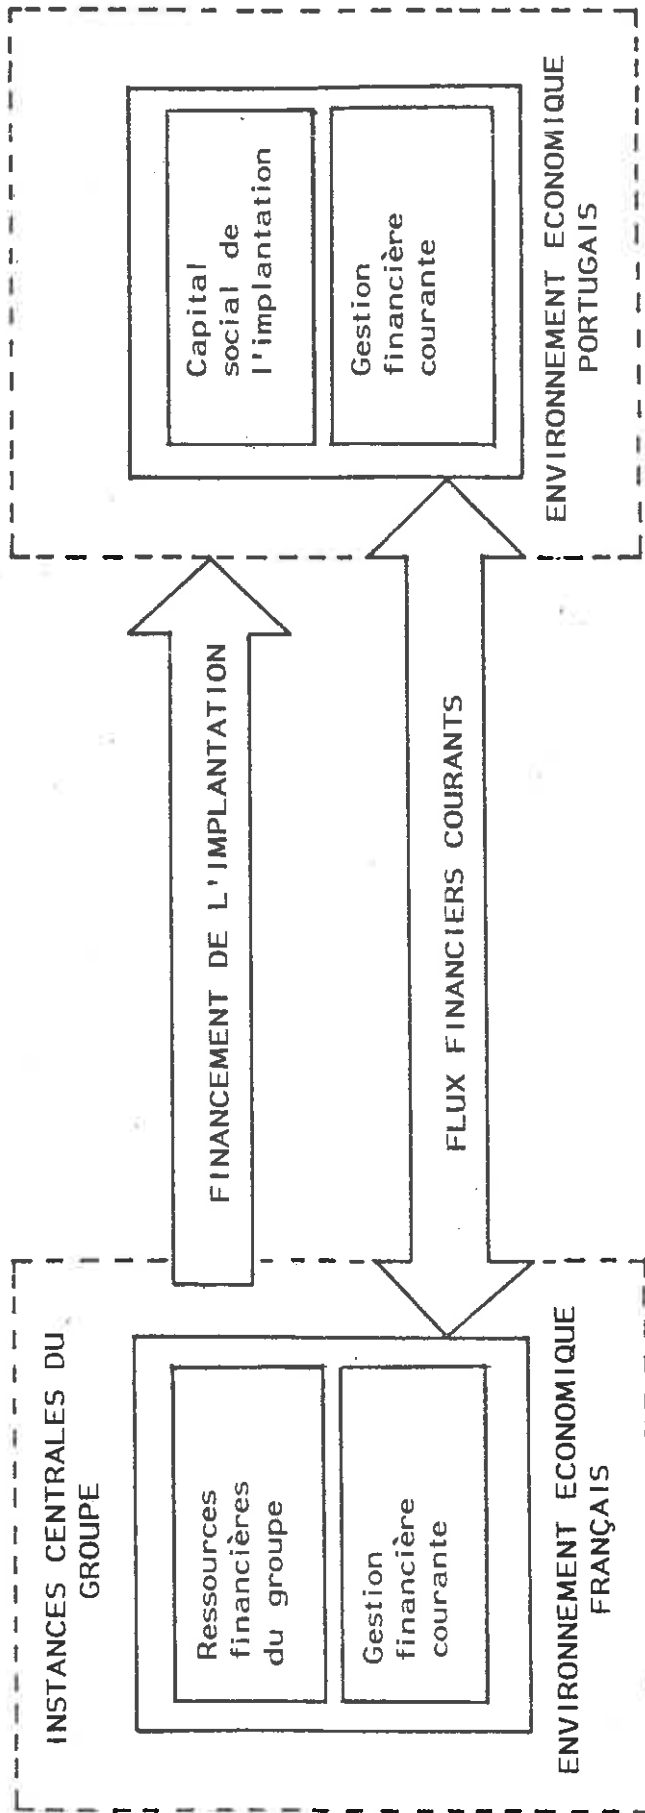 INSTANCES CENTRALES DU
GROUPE
Ressources
financières
du groupe
Gestion
financière
courante
ENVIRONNEMENT ECONOMIQUE
FRANÇAIS
FINANCEMENT DE L'IMPLANTATION
FLUX FINANCIERS COURANTS
Capital
social de
l'implantation
Gestion
financière
courante
ENVIRONNEMENT ECONOMIQUE
PORTUGAIS